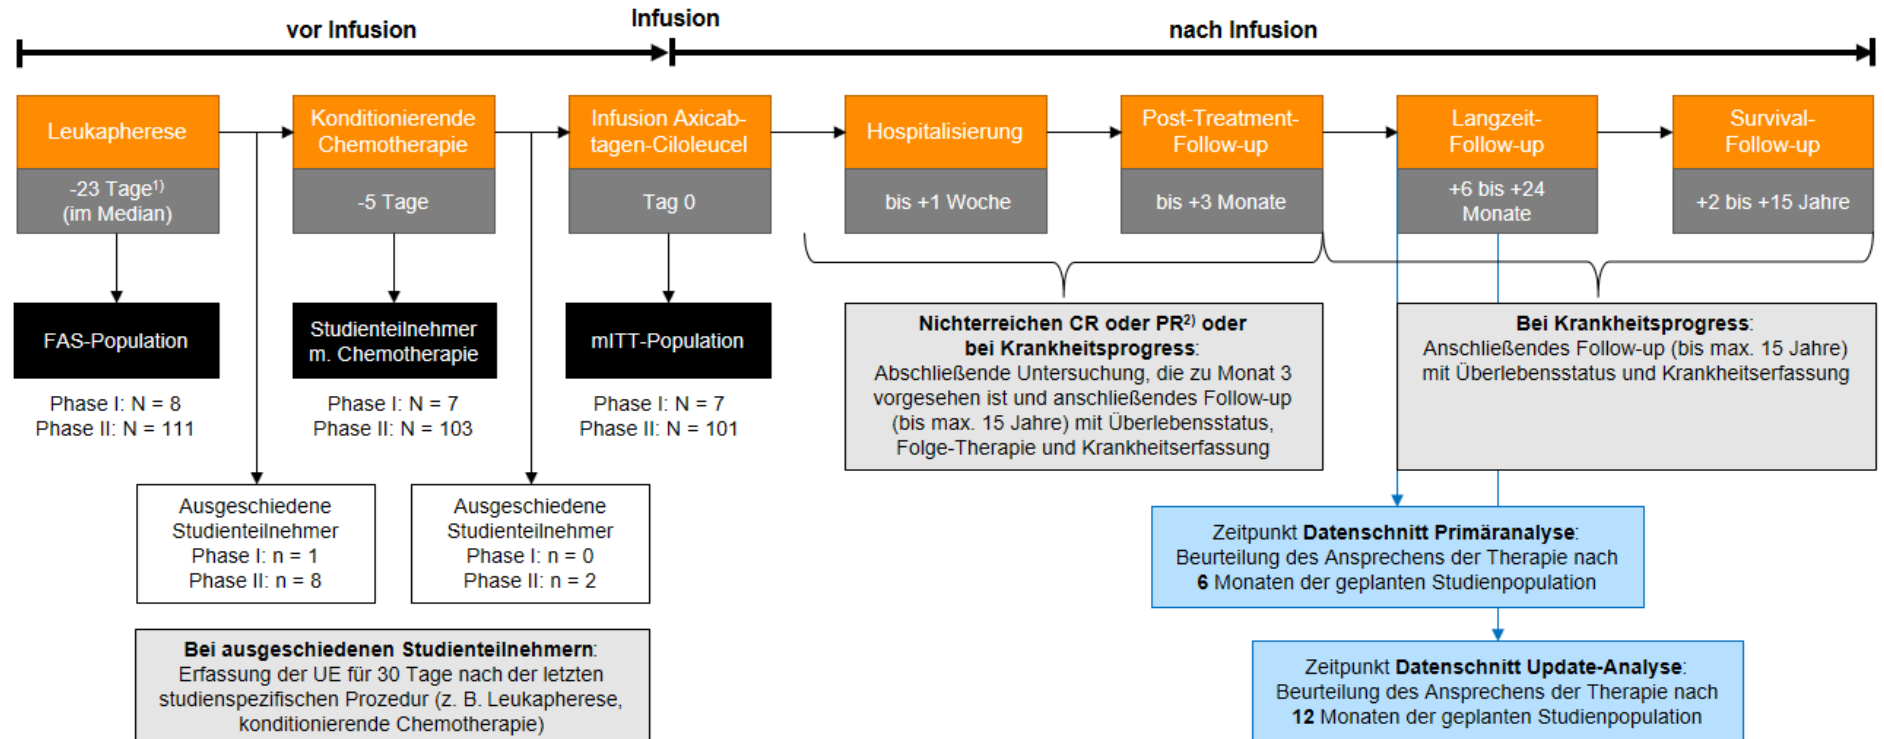 vor Infusion
Infusion
nach Infusion
Leukapherese
-23 Tage1)
(im Median)
Konditionierende
Chemotherapie
-5 Tage
Infusion Axicab-
tagen-Ciloleucel
Tag 0
Hospitalisierung
bis +1 Woche
Post-Treatment-
Follow-up
bis +3 Monate
Langzeit-
Follow-up
+6 bis +24
Monate
Survival-
Follow-up
+2 bis +15 Jahre
FAS-Population
Phase I: N = 8
Phase II: N = 111
Studienteilnehmer
m. Chemotherapie
Phase I: N = 7
Phase II: N = 103
mITT-Population
Phase I: N = 7
Phase II: N = 101
Nichterreichen CR oder PR2) oder
bei Krankheitsprogress:
Abschließende Untersuchung, die zu Monat 3
vorgesehen ist und anschließendes Follow-up
(bis max. 15 Jahre) mit Überlebensstatus,
Folge-Therapie und Krankheitserfassung
Bei Krankheitsprogress:
Anschließendes Follow-up (bis max. 15 Jahre)
mit Überlebensstatus und Krankheitserfassung
Ausgeschiedene
Studienteilnehmer
Phase I: n = 1
Phase II: n = 8
Ausgeschiedene
Studienteilnehmer
Phase I: n = 0
Phase II: n = 2
Zeitpunkt Datenschnitt Primäranalyse:
Beurteilung des Ansprechens der Therapie nach
6 Monaten der geplanten Studienpopulation
Bei ausgeschiedenen Studienteilnehmern:
Erfassung der UE für 30 Tage nach der letzten
studienspezifischen Prozedur (z. B. Leukapherese,
konditionierende Chemotherapie)
Zeitpunkt Datenschnitt Update-Analyse:
Beurteilung des Ansprechens der Therapie nach
12 Monaten der geplanten Studienpopulation